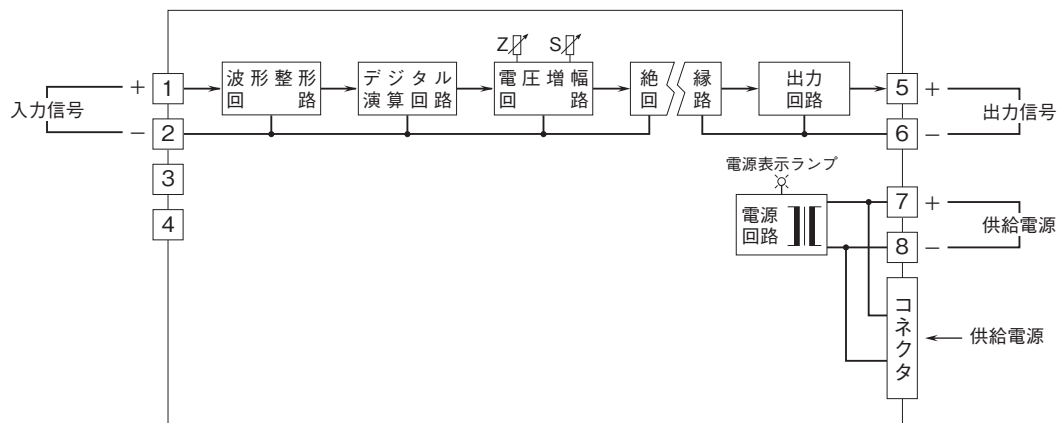 Z S
波形整形
回路
デジタル
演算回路
電圧増幅
回路
絶縁
回路
出力
回路
+ 1
入力信号
− 2
3
4
5 +
出力信号
6 −
電源表示ランプ
電源
回路
7 +
供給電源
8 −
コネクタ
供給電源